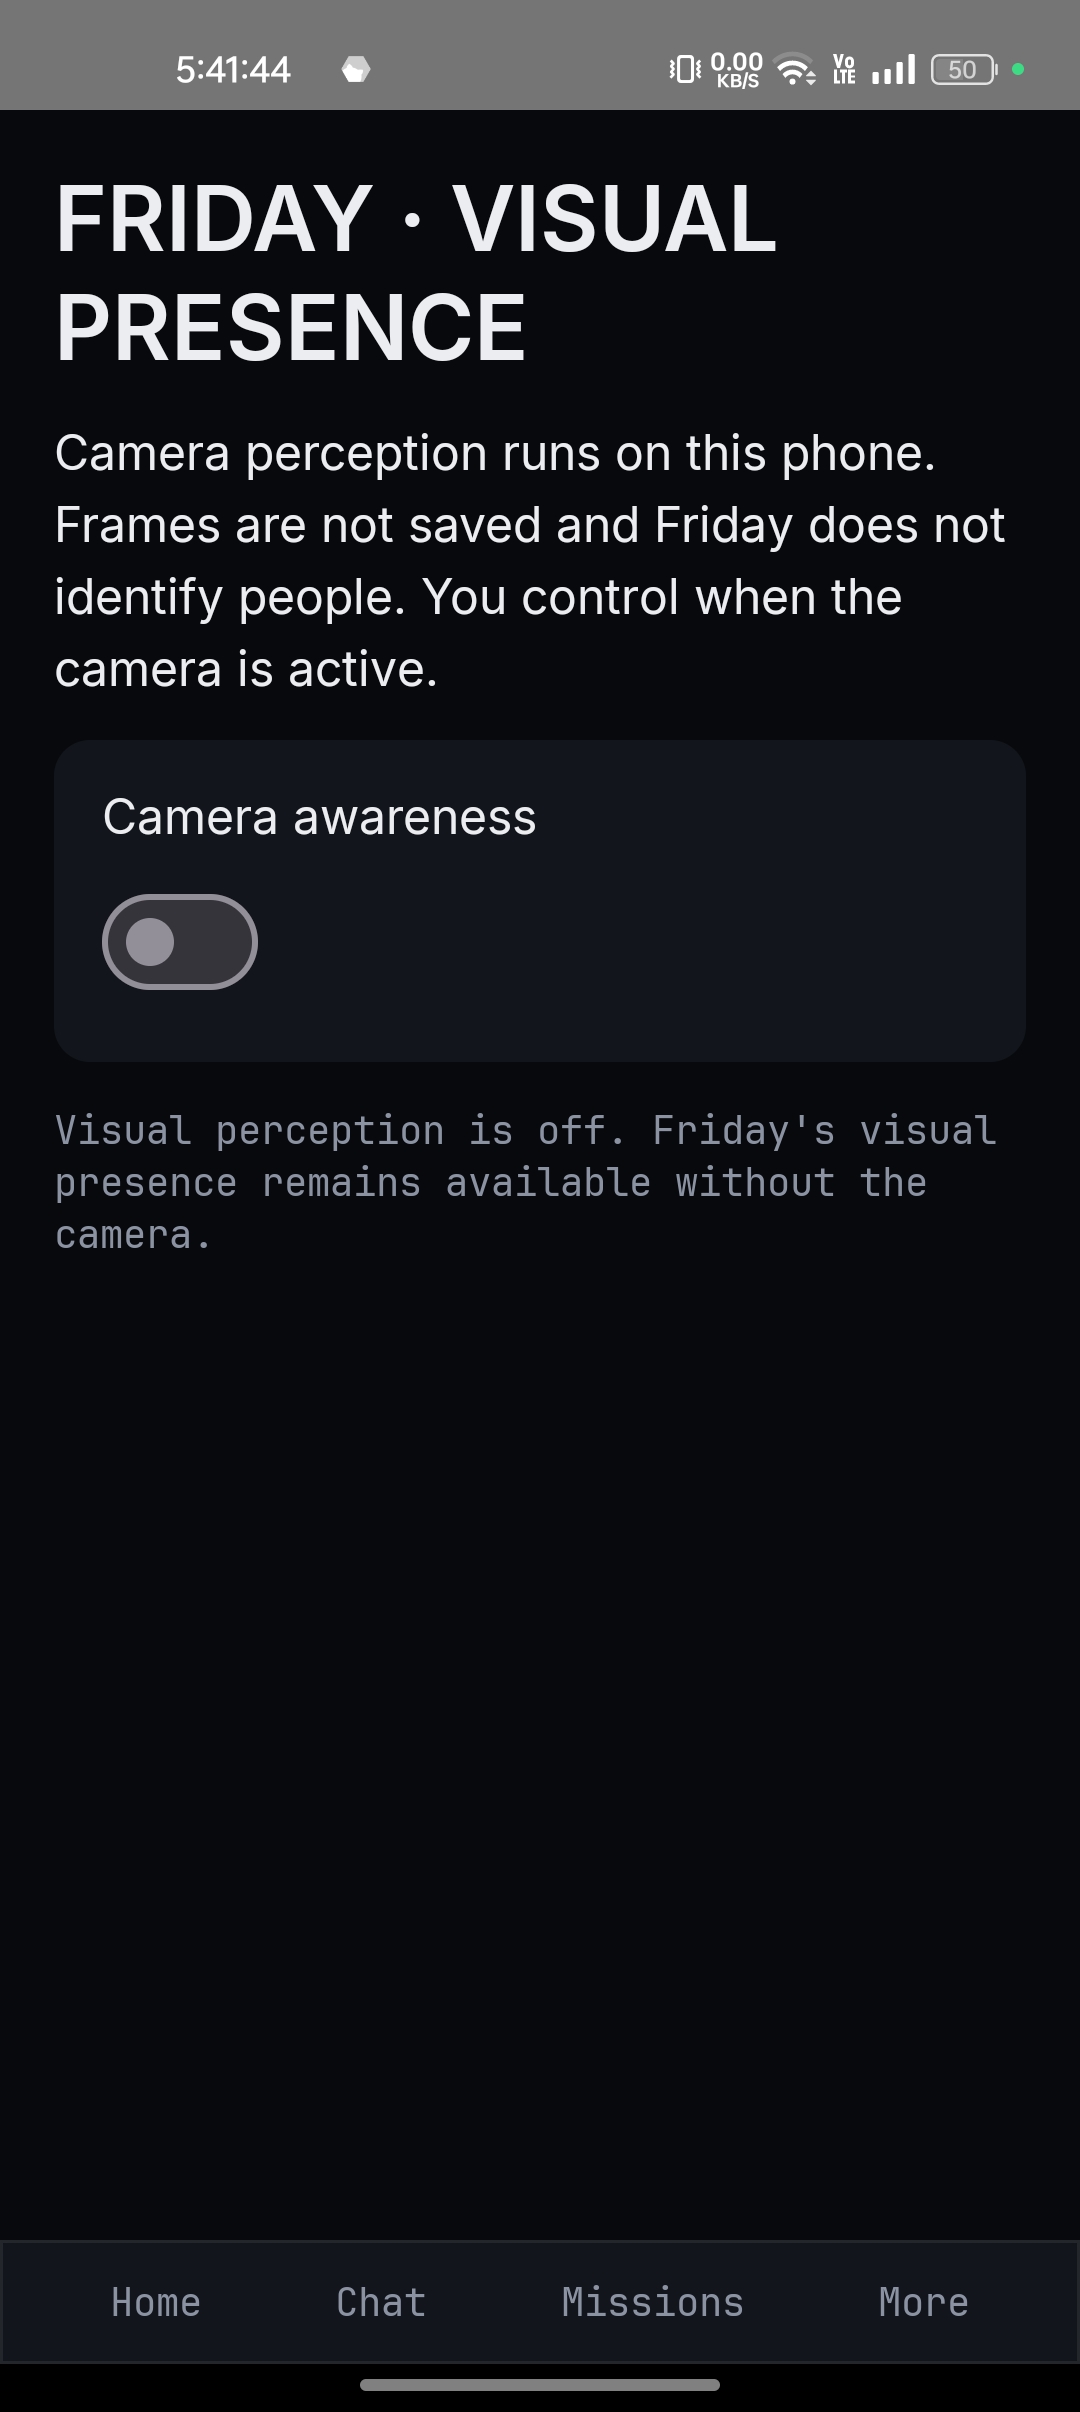 5:41:44
0.00
KB/S
Vo
LTE
50
FRIDAY · VISUAL
PRESENCE
Camera perception runs on this phone.
Frames are not saved and Friday does not
identify people. You control when the
camera is active.
Camera awareness
Visual perception is off. Friday's visual
presence remains available without the
camera.
Home Chat Missions More